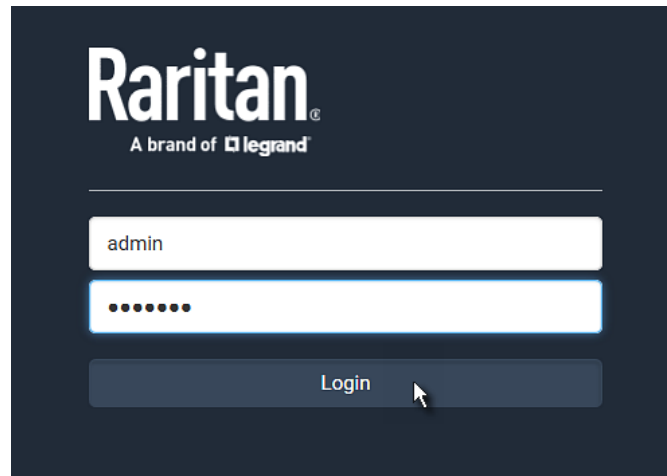 Raritan®
A brand of legrand®
admin
•••••••
Login